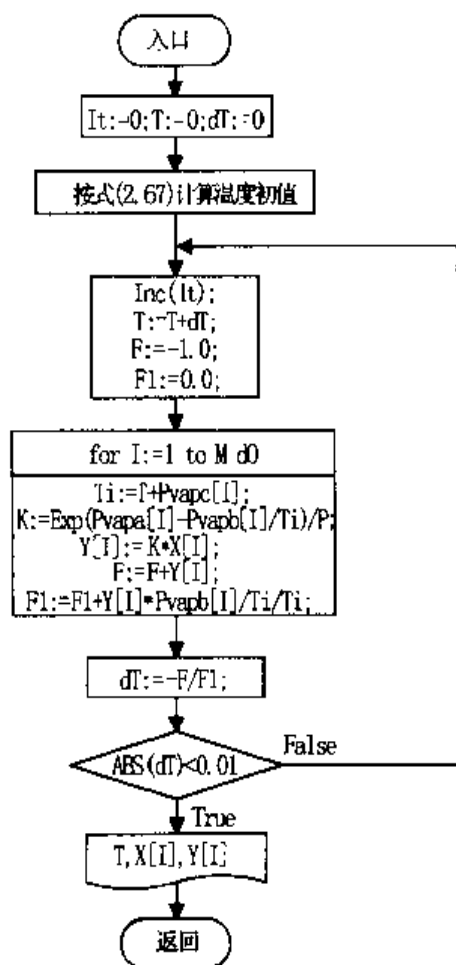 入口
It:-0;T:-0;dT:=0
按式(2.67)计算温度初值
Inc(It);
T:-T+dT;
F:=-1.0;
F1:=0.0;
for I:=1 to M dO
Ti:=T+Pvapc[I];
K:=Exp(Pvapa[I]-Pvapb[I]/Ti)/P;
Y[I]:=K*X[I];
F:=F+Y[I];
F1:=F1+Y[I]*Pvapb[I]/Ti/Ti;
dT:=-F/F1;
ABS(dT)<0.01
False
True
T,X[I],Y[I]
返回